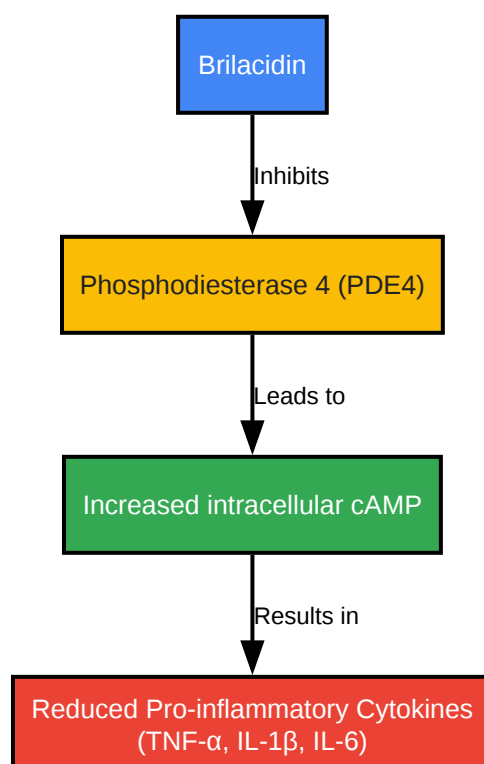 Brilacidin
Inhibits
Phosphodiesterase 4 (PDE4)
Leads to
Increased intracellular cAMP
Results in
Reduced Pro-inflammatory Cytokines
(TNF-α, IL-1β, IL-6)